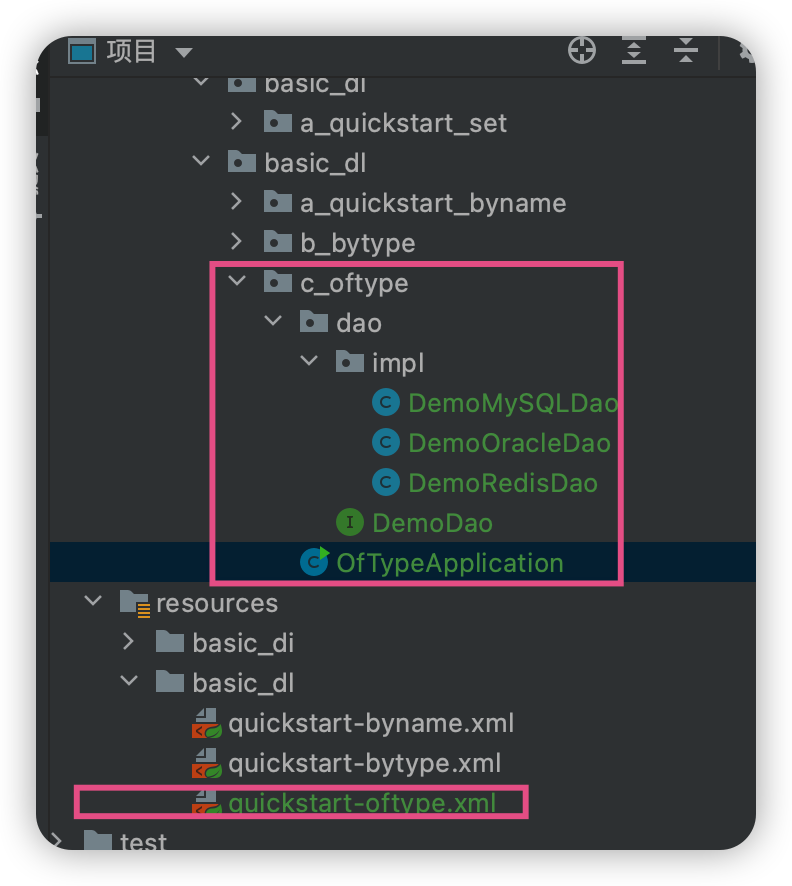 项目
basic_di
a_quickstart_set
basic_dl
a_quickstart_byname
b_bytype
c_oftype
dao
impl
C DemoMySQLDao
C DemoOracleDao
C DemoRedisDao
I DemoDao
C OfTypeApplication
resources
basic_di
basic_dl
quickstart-byname.xml
quickstart-bytype.xml
quickstart-oftype.xml
test